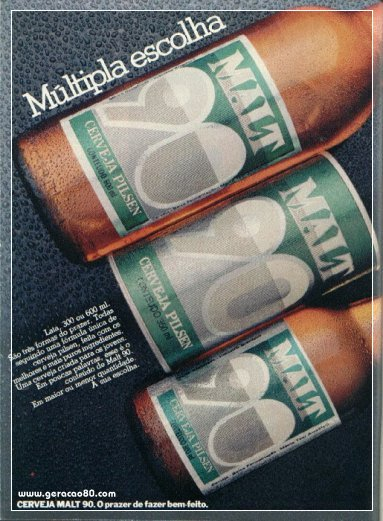 Múltipla escolha
MALT
90
CERVEJA PILSEN
MALT
90
CERVEJA PILSEN
MALT
90
CERVEJA PILSEN
Lata, 300 ou 600 ml.
São três formas do prazer. Todas
seguindo uma fórmula única de
cerveja pilsen, feita com os
melhores e mais puros ingredientes.
Uma cerveja criada para os jovens.
Em poucas palavras, esse é o
conteúdo de Malt 90.
Em maior ou menor quantidade.
À sua escolha.
www.geracao80.com
CERVEJA MALT 90. O prazer de fazer bem-feito.